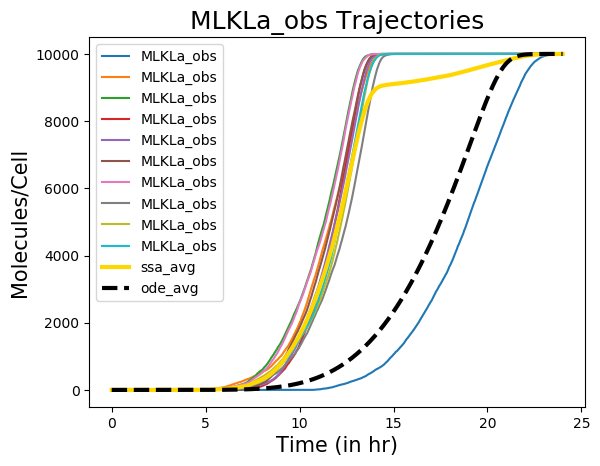 MLKLa_obs Trajectories
Molecules/Cell
10000
8000
6000
4000
2000
0
MLKLa_obs
MLKLa_obs
MLKLa_obs
MLKLa_obs
MLKLa_obs
MLKLa_obs
MLKLa_obs
MLKLa_obs
MLKLa_obs
MLKLa_obs
ssa_avg
ode_avg
0 5 10 15 20 25
Time (in hr)